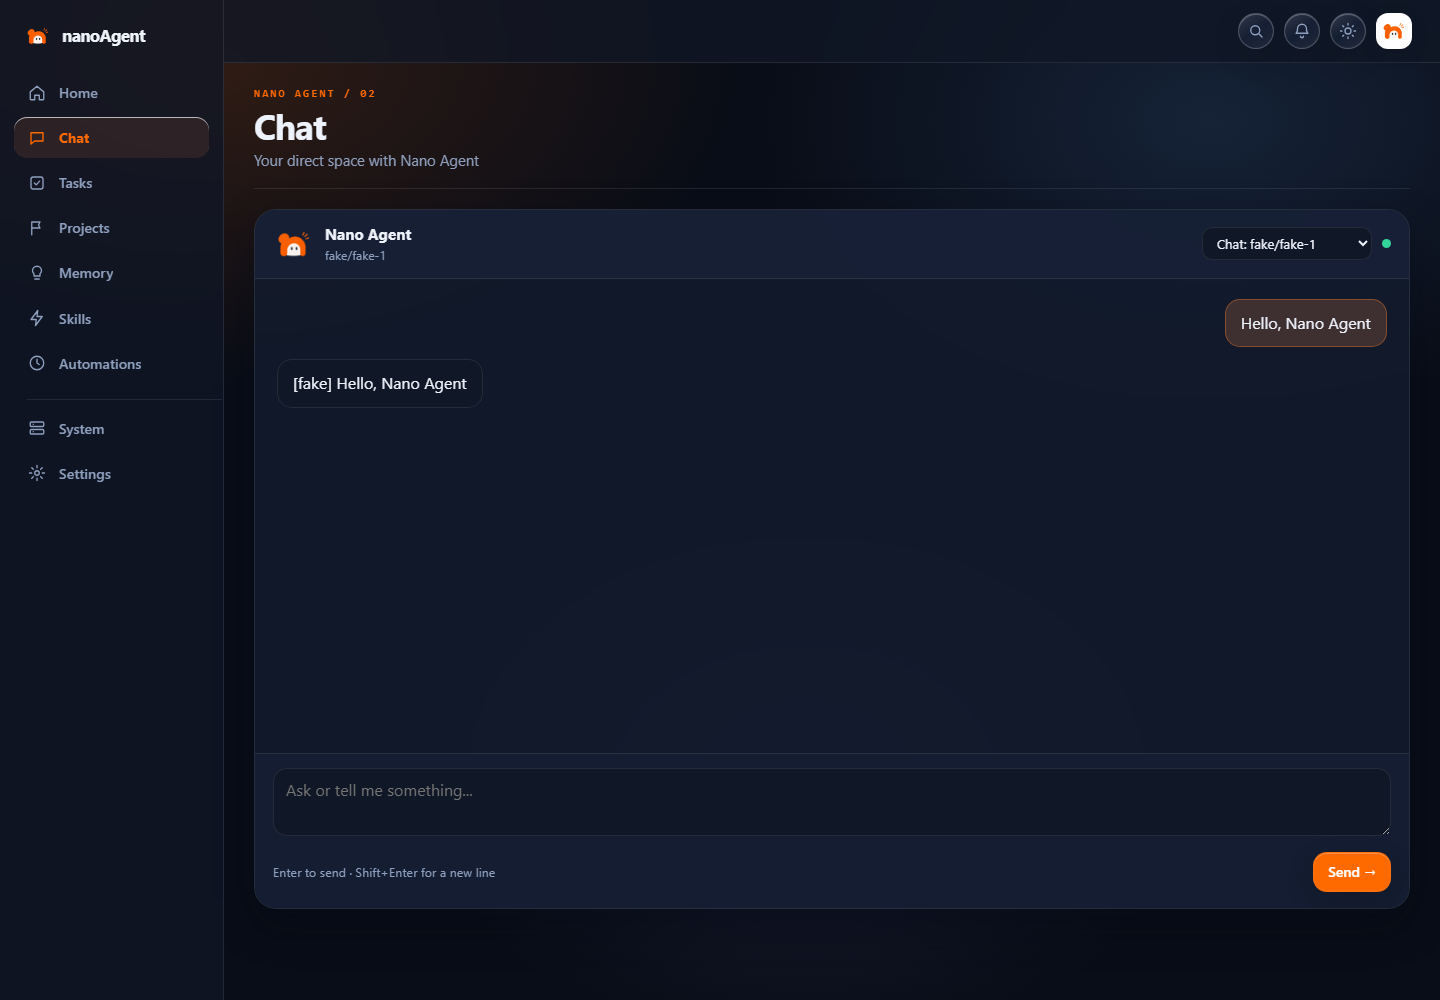 nanoAgent
Home
Chat
Tasks
Projects
Memory
Skills
Automations
System
Settings
NANO AGENT / 02
Chat
Your direct space with Nano Agent
Nano Agent
fake/fake-1
Chat: fake/fake-1
Hello, Nano Agent
[fake] Hello, Nano Agent
Ask or tell me something...
Enter to send · Shift+Enter for a new line
Send →